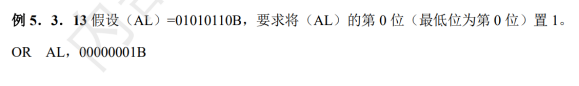 例 5．3．13 假设（AL）=01010110B，要求将（AL）的第 0 位（最低位为第 0 位）置 1。
OR AL，00000001B